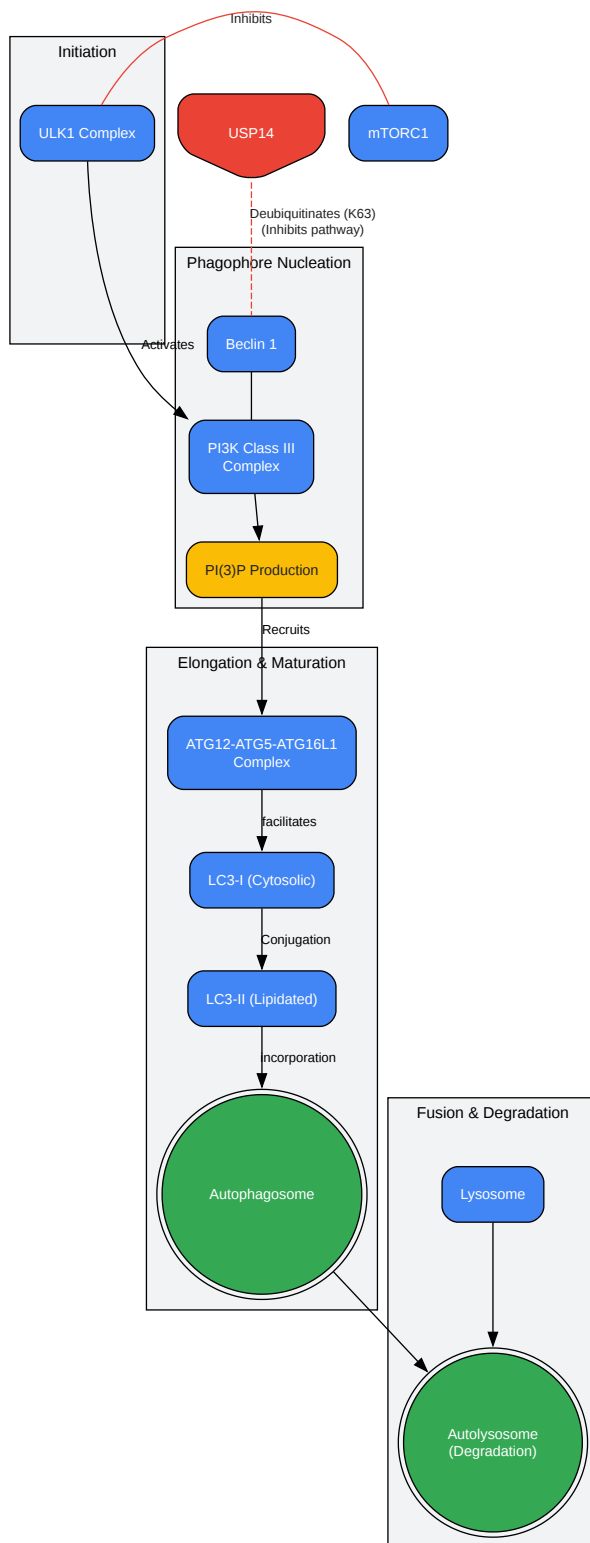 Inhibits
Initiation
ULK1 Complex
USP14
mTORC1
Deubiquitinates (K63)
(Inhibits pathway)
Phagophore Nucleation
Activates
Beclin 1
PI3K Class III
Complex
PI(3)P Production
Recruits
Elongation & Maturation
ATG12-ATG5-ATG16L1
Complex
facilitates
LC3-I (Cytosolic)
Conjugation
LC3-II (Lipidated)
incorporation
Fusion & Degradation
Autophagosome
Lysosome
Autolysosome
(Degradation)